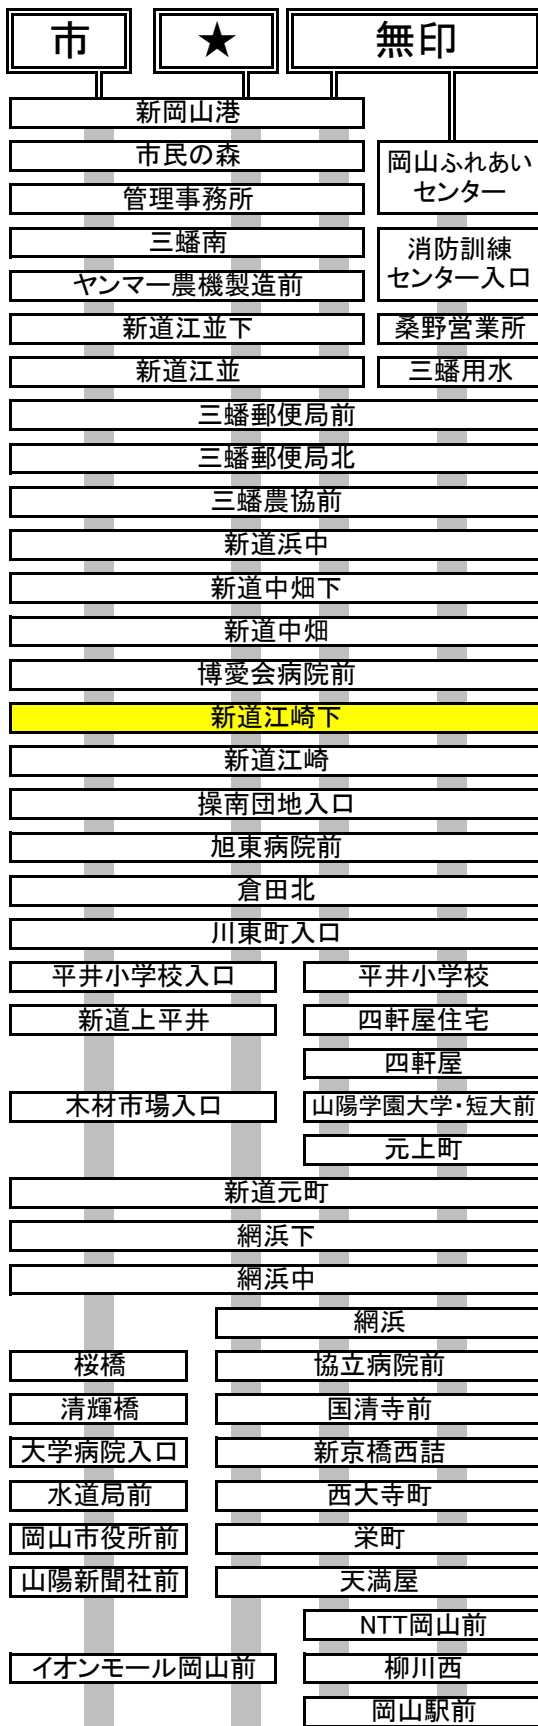 市
★
無印
新岡山港
市民の森
岡山ふれあい
センター
管理事務所
三蟠南
消防訓練
センター入口
ヤンマー農機製造前
新道江並下
桑野営業所
新道江並
三蟠用水
三蟠郵便局前
三蟠郵便局北
三蟠農協前
新道浜中
新道中畑下
新道中畑
博愛会病院前
新道江崎下
新道江崎
操南団地入口
旭東病院前
倉田北
川東町入口
平井小学校入口
平井小学校
新道上平井
四軒屋住宅
四軒屋
木材市場入口
山陽学園大学・短大前
元上町
新道元町
網浜下
網浜中
網浜
桜橋
協立病院前
清輝橋
国清寺前
大学病院入口
新京橋西詰
水道局前
西大寺町
岡山市役所前
栄町
山陽新聞社前
天満屋
NTT岡山前
イオンモール岡山前
柳川西
岡山駅前